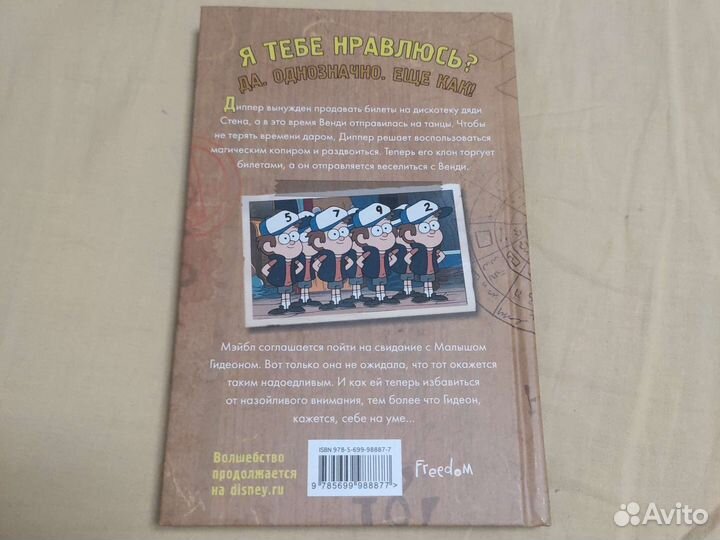 Я ТЕБЕ НРАВЛЮСЬ?
ДА. ОДНОЗНАЧНО. ЕЩЕ КАК!
Диппер вынужден продавать билеты на дискотеку дяди
Стена, а в это время Венди отправилась на танцы. Чтобы
не терять времени даром, Диппер решает воспользоваться
магическим копиром и раздвоиться. Теперь его клон торгует
билетами, а он отправляется веселиться с Венди.
5 7 9 2
Мэйбл соглашается пойти на свидание с Малышом
Гидеоном. Вот только она не ожидала, что тот окажется
таким надоедливым. И как ей теперь избавиться
от назойливого внимания, тем более что Гидеон,
кажется, себе на уме...
Волшебство
продолжается
на disney.ru
ISBN 978-5-699-98887-7
9 785699 988877>
freedom
Avito